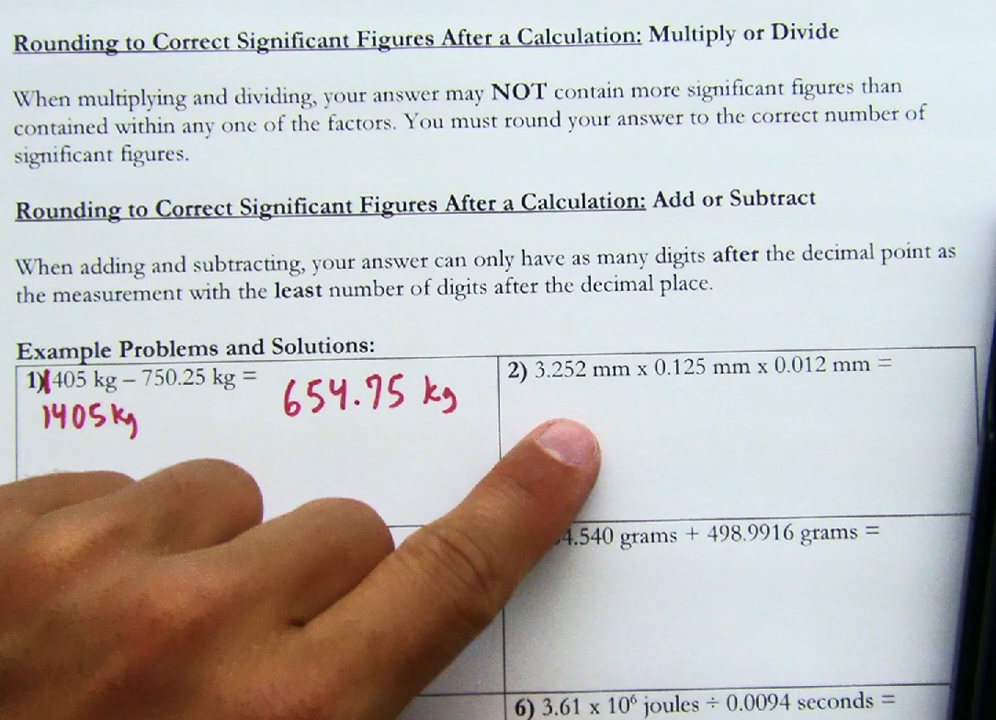 Rounding to Correct Significant Figures After a Calculation: Multiply or Divide
When multiplying and dividing, your answer may NOT contain more significant figures than
contained within any one of the factors. You must round your answer to the correct number of
significant figures.
Rounding to Correct Significant Figures After a Calculation: Add or Subtract
When adding and subtracting, your answer can only have as many digits after the decimal point as
the measurement with the least number of digits after the decimal place.
Example Problems and Solutions:
1) 1405 kg – 750.25 kg = 654.75 kg
1405 kg
2) 3.252 mm x 0.125 mm x 0.012 mm =
4.540 grams + 498.9916 grams =
6) 3.61 x 10⁶ joules ÷ 0.0094 seconds =